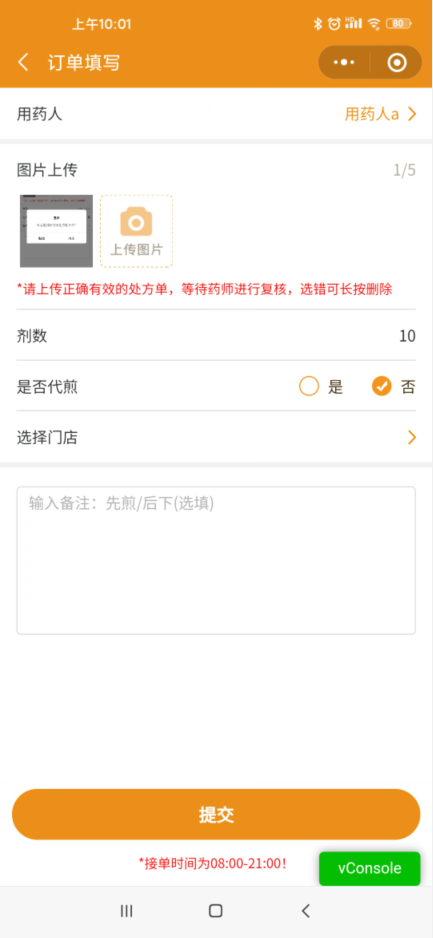 上午10:01
HD
80
订单填写
用药人
用药人a
图片上传
1/5
上传图片
*请上传正确有效的处方单，等待药师进行复核，选错可长按删除
剂数
10
是否代煎
是
否
选择门店
输入备注：先煎/后下(选填)
提交
*接单时间为08:00-21:00！
vConsole